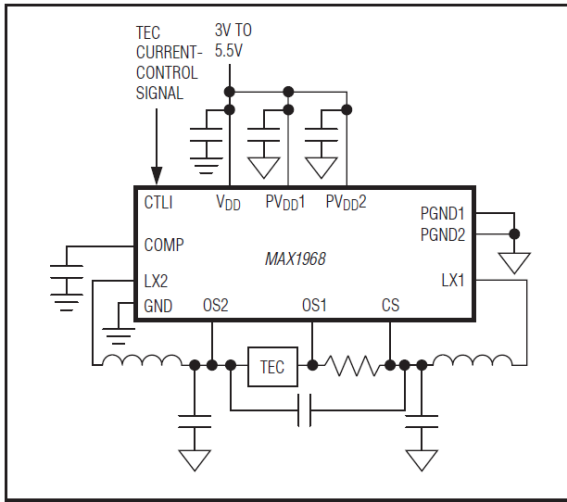 TEC
CURRENT-
CONTROL
SIGNAL
3V TO
5.5V
CTLI
VDD
PVDD1
PVDD2
PGND1
PGND2
COMP
MAX1968
LX2
LX1
GND
OS2
OS1
CS
TEC